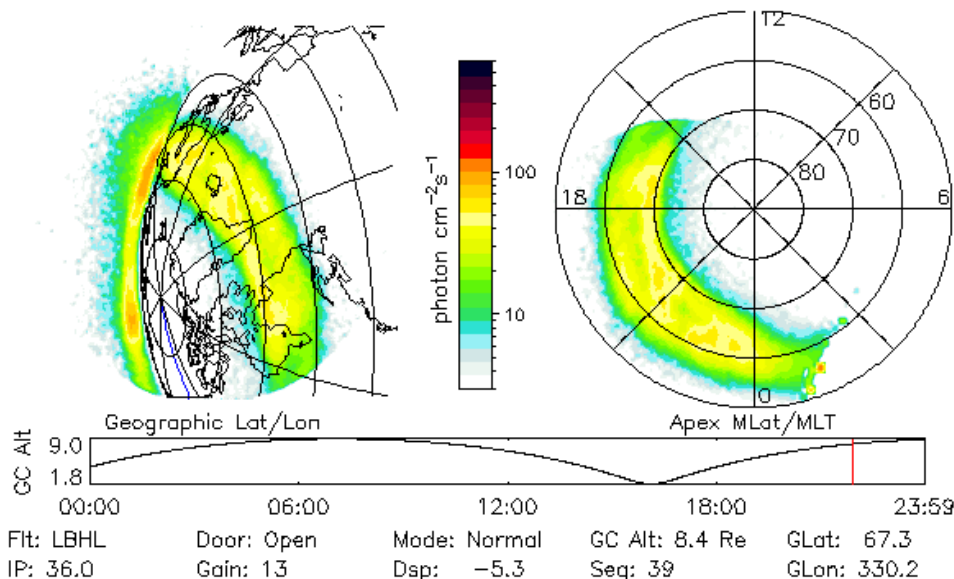 12
60
70
80
18
6
0
100
10
photon cm⁻²s⁻¹
Geographic Lat/Lon
Apex MLat/MLT
GC Alt
9.0
1.8
00:00 06:00 12:00 18:00 23:59
Flt: LBHL Door: Open Mode: Normal GC Alt: 8.4 Re GLat: 67.3
IP: 36.0 Gain: 13 Dsp: −5.3 Seq: 39 GLon: 330.2